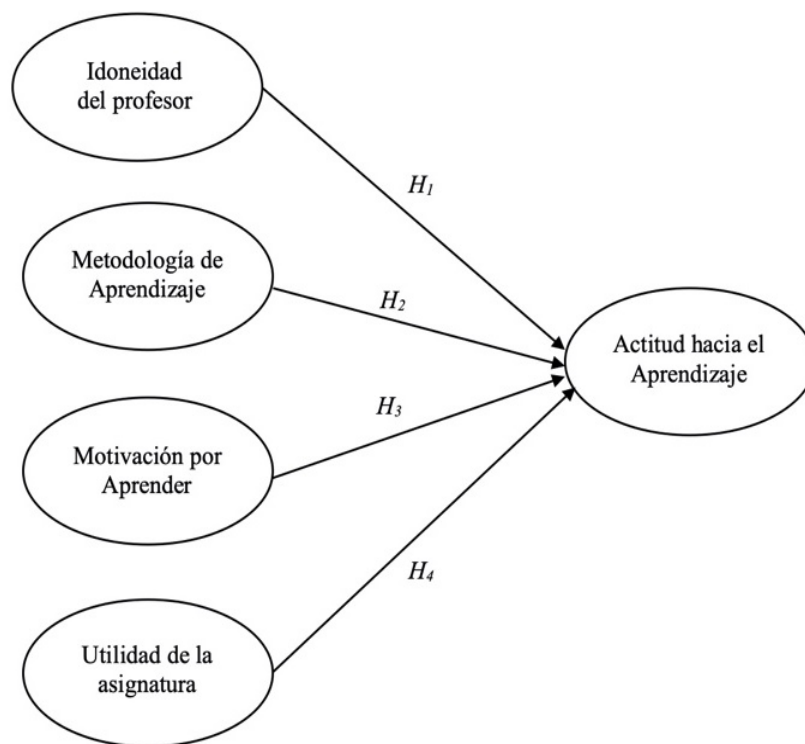 Idoneidad
del profesor
H1
Metodología de
Aprendizaje
H2
Actitud hacia el
Aprendizaje
H3
Motivación por
Aprender
H4
Utilidad de la
asignatura